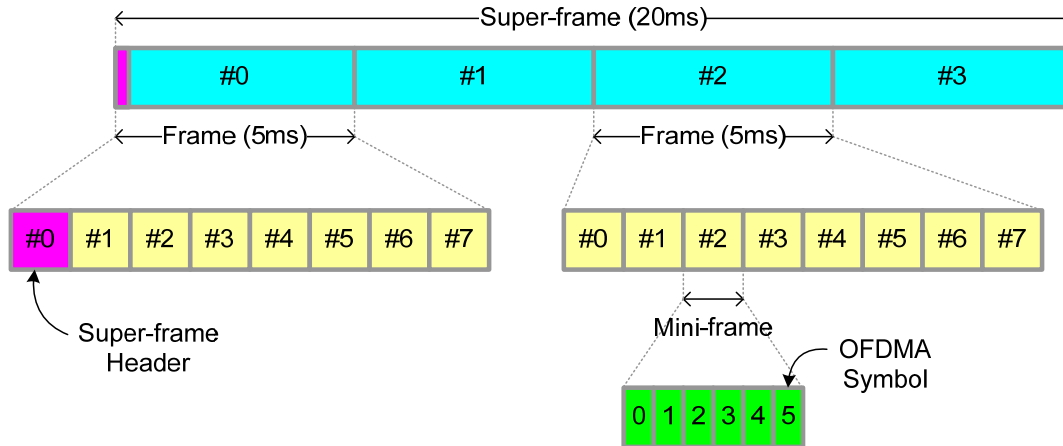 Super-frame (20ms)
#0 #1 #2 #3
Frame (5ms) Frame (5ms)
#0 #1 #2 #3 #4 #5 #6 #7 #0 #1 #2 #3 #4 #5 #6 #7
Super-frame
Header
Mini-frame
OFDMA
Symbol
0 1 2 3 4 5